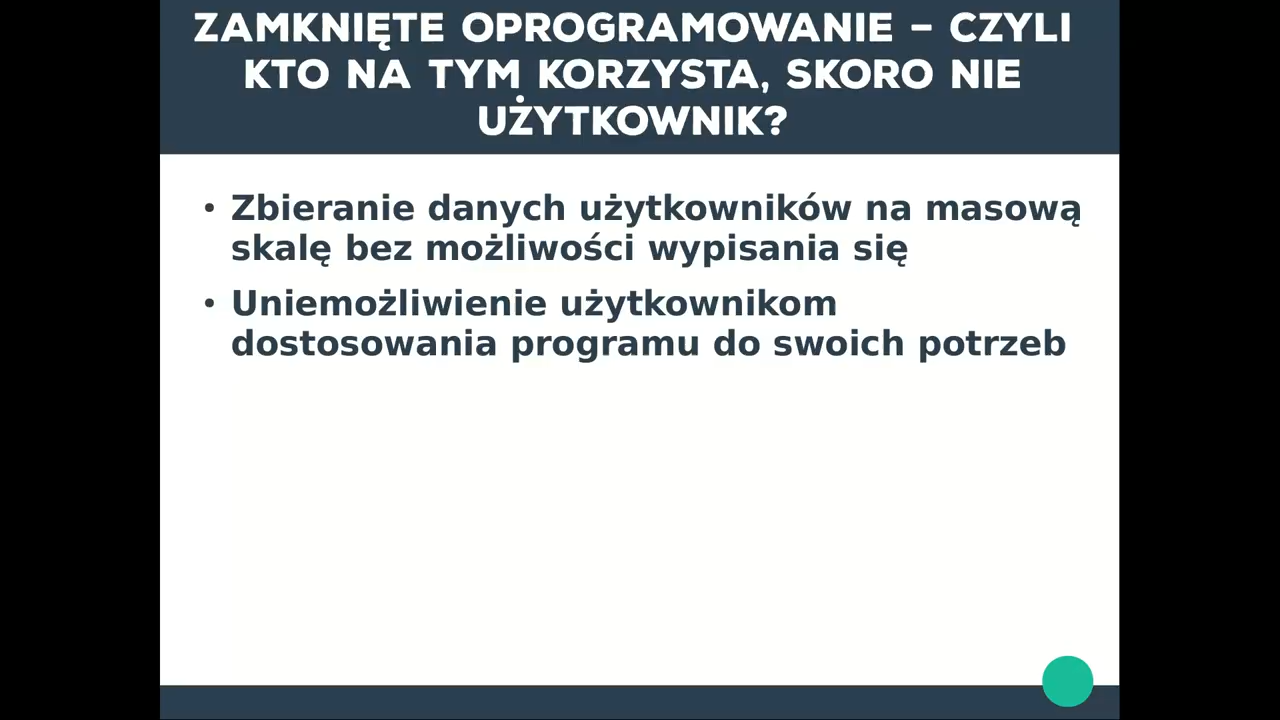 ZAMKNIĘTE OPROGRAMOWANIE – CZYLI
KTO NA TYM KORZYSTA, SKORO NIE
UŻYTKOWNIK?
• Zbieranie danych użytkowników na masową
skalę bez możliwości wypisania się
• Uniemożliwienie użytkownikom
dostosowania programu do swoich potrzeb